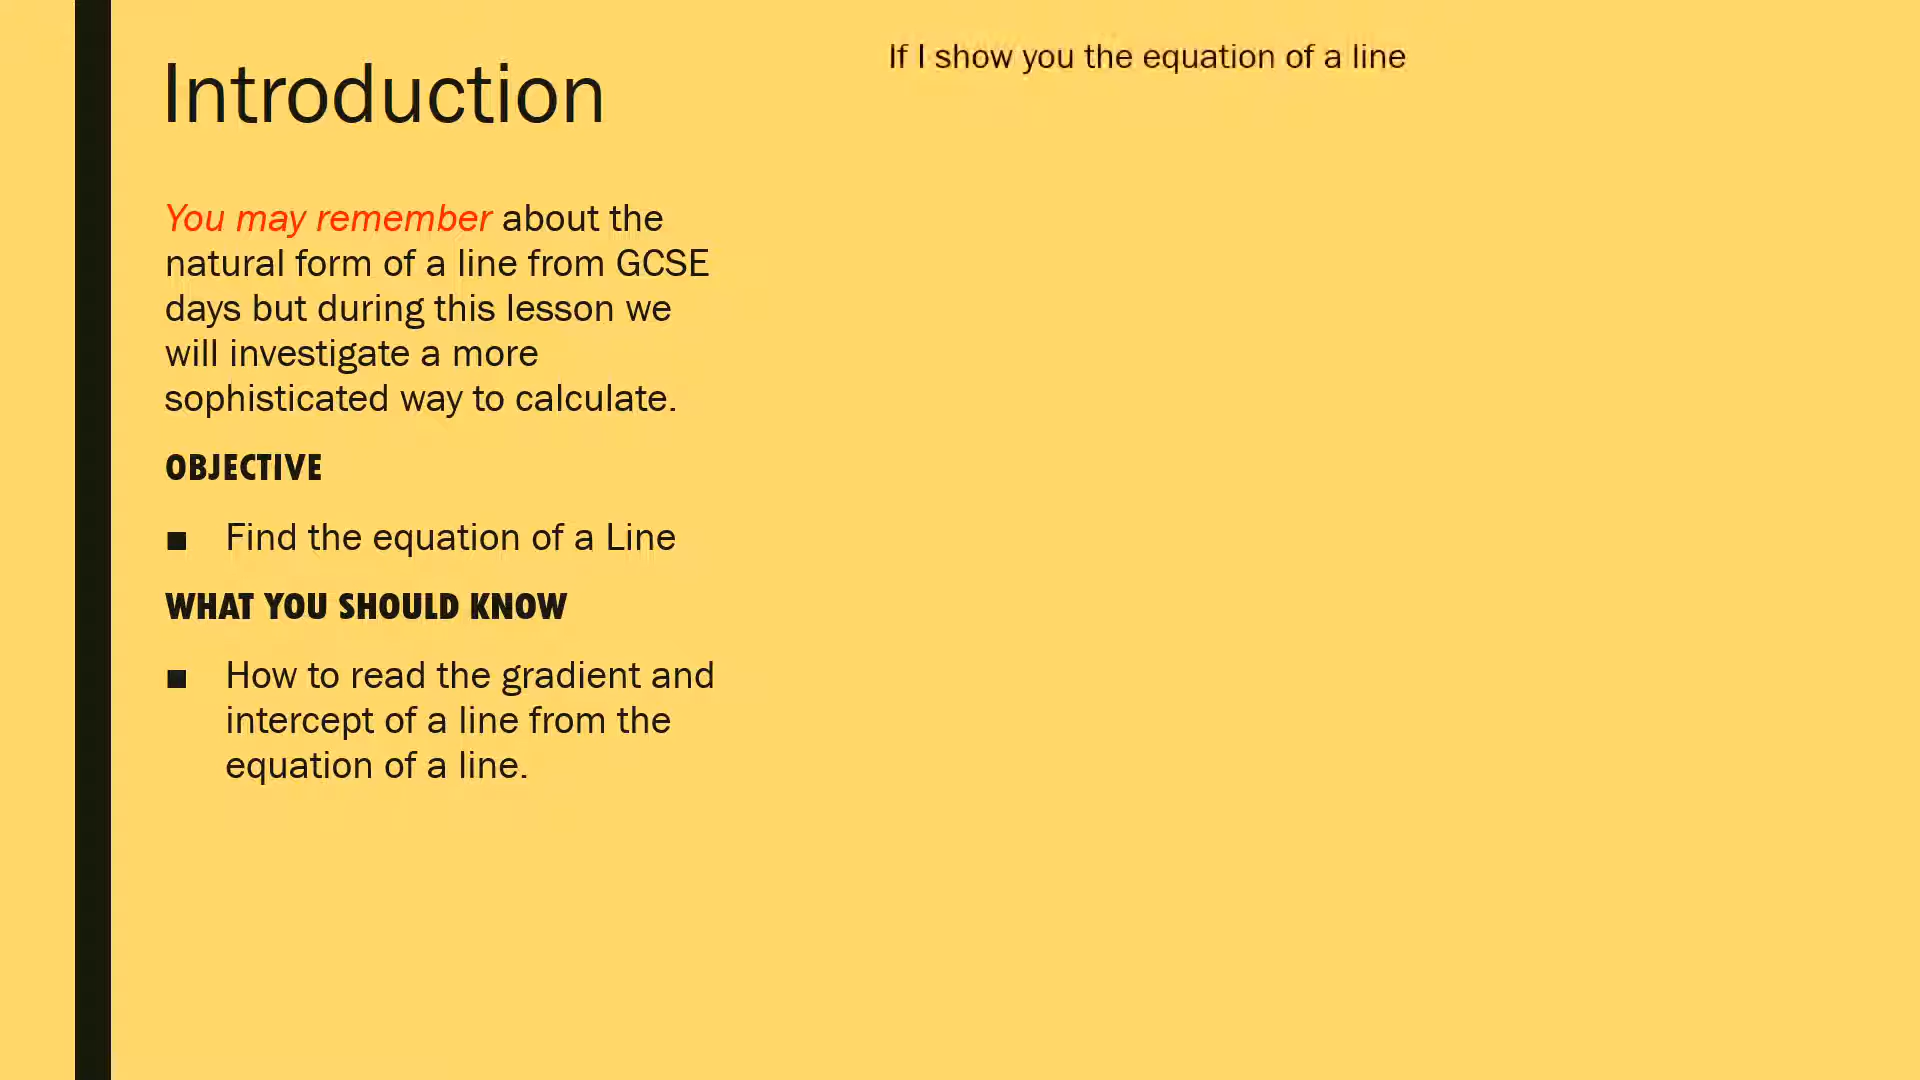 Introduction
You may remember about the
natural form of a line from GCSE
days but during this lesson we
will investigate a more
sophisticated way to calculate.
OBJECTIVE
■ Find the equation of a Line
WHAT YOU SHOULD KNOW
■ How to read the gradient and
intercept of a line from the
equation of a line.
If I show you the equation of a line